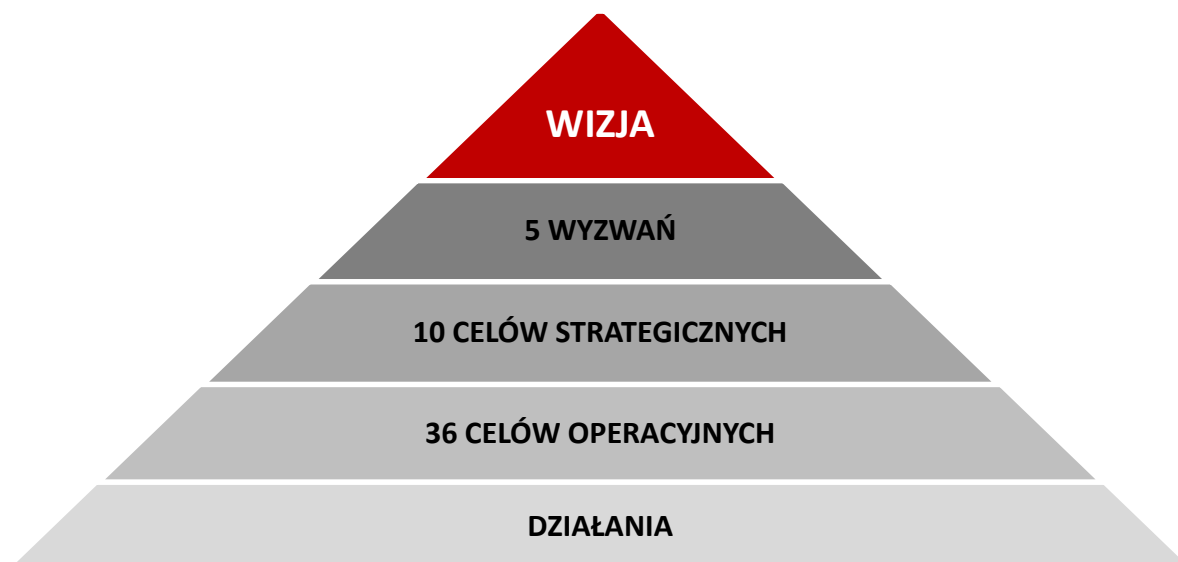 WIZJA
5 WYZWAŃ
10 CELÓW STRATEGICZNYCH
36 CELÓW OPERACYJNYCH
DZIAŁANIA